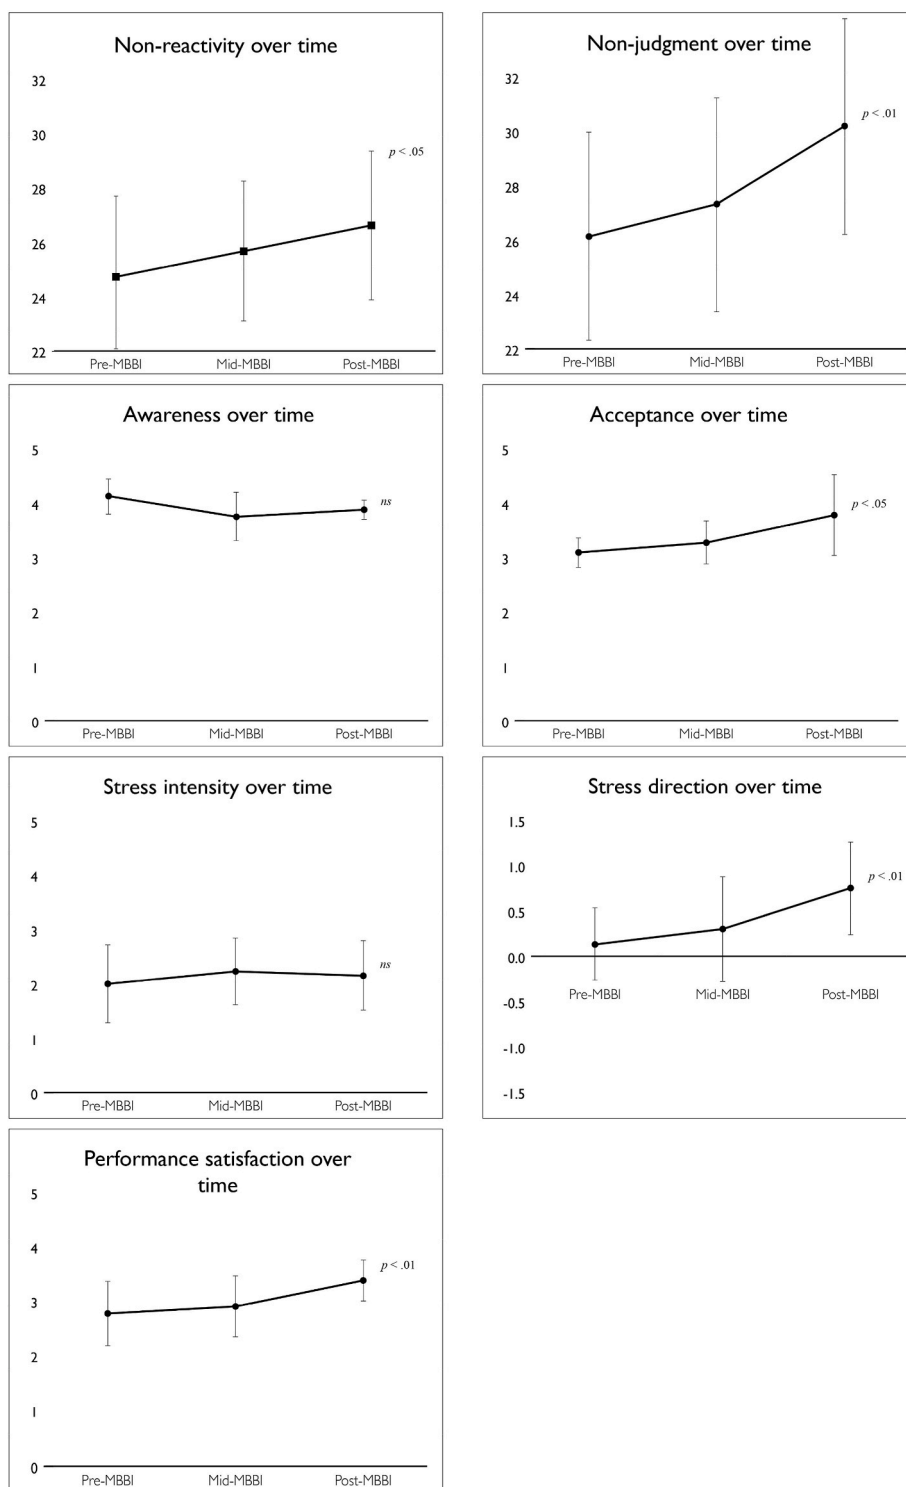 Non-reactivity over time
32
30
28
26
24
22
p < .05
Pre-MBBI Mid-MBBI Post-MBBI
Non-judgment over time
32
30
28
26
24
22
p < .01
Pre-MBBI Mid-MBBI Post-MBBI
Awareness over time
5
4
3
2
1
0
ns
Pre-MBBI Mid-MBBI Post-MBBI
Acceptance over time
5
4
3
2
1
0
p < .05
Pre-MBBI Mid-MBBI Post-MBBI
Stress intensity over time
5
4
3
2
1
0
ns
Pre-MBBI Mid-MBBI Post-MBBI
Stress direction over time
1.5
1.0
0.5
0.0
-0.5
-1.0
-1.5
p < .01
Pre-MBBI Mid-MBBI Post-MBBI
Performance satisfaction over
time
5
4
3
2
1
0
p < .01
Pre-MBBI Mid-MBBI Post-MBBI